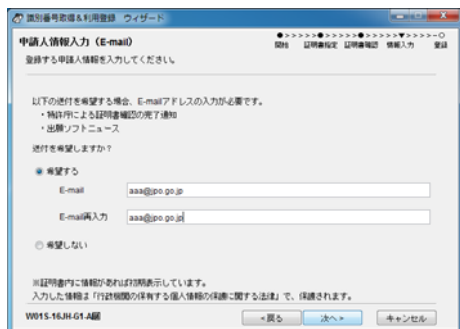 識別番号取得&利用登録 ウィザード
申請人情報入力 (E-mail)
●>>>>>●>>>>>●>>>>>▼>>>>--○
開始 証明書指定 証明書確認 情報入力 登録
登録する申請人情報を入力してください。
以下の送付を希望する場合、E-mailアドレスの入力が必要です。
・特許庁による証明書確認の完了通知
・出願ソフトニュース
送付を希望しますか?
希望する
E-mail aaa@jpo.go.jp
E-mail再入力 aaa@jpo.go.jp
希望しない
※証明書内に情報があれば初期表示しています。
入力した情報は「行政機関の保有する個人情報の保護に関する法律」で、保護されます。
W01S-16JH-G1-A級
<戻る 次へ> キャンセル